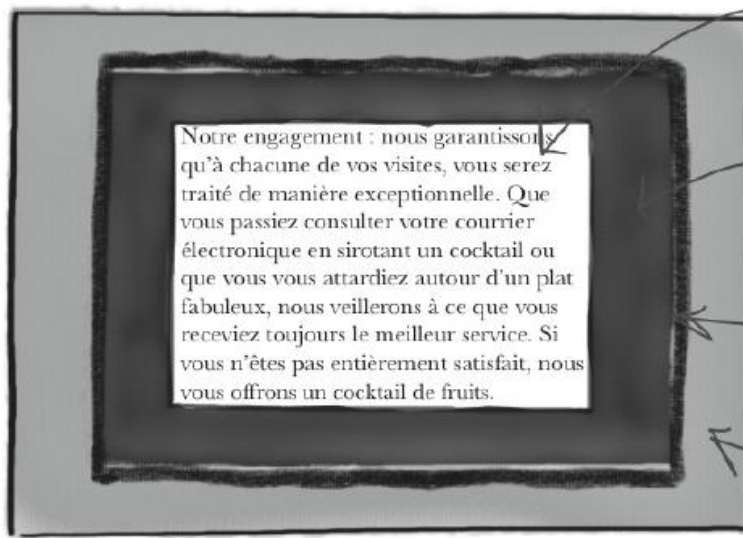 Notre engagement : nous garantissons
qu’à chacune de vos visites, vous serez
traité de manière exceptionnelle. Que
vous passiez consulter votre courrier
électronique en sirotant un cocktail ou
que vous vous attardiez autour d’un plat
fabuleux, nous veillerons à ce que vous
receviez toujours le meilleur service. Si
vous n’êtes pas entièrement satisfait, nous
vous offrons un cocktail de fruits.